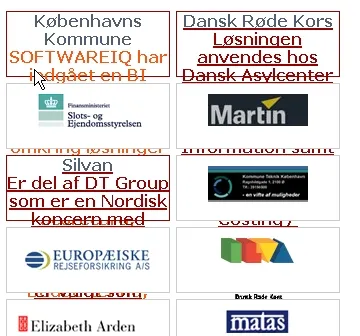 Københavns
Kommune
SOFTWAREIQ har
indgået en BI
Dansk Røde Kors
Løsningen
anvendes hos
Dansk Asylcenter
Finansministeriet
Slots- og
Ejendomsstyrelsen
Martin
omkring løsninger
Information samt
Silvan
Er del af DT Group
som er en Nordisk
koncern med
Kommune Teknik København
- en vifte af muligheder
EUROPÆISKE
REJSEFORSIKRING A/S
Dansk Røde Kors
Elizabeth Arden
matas